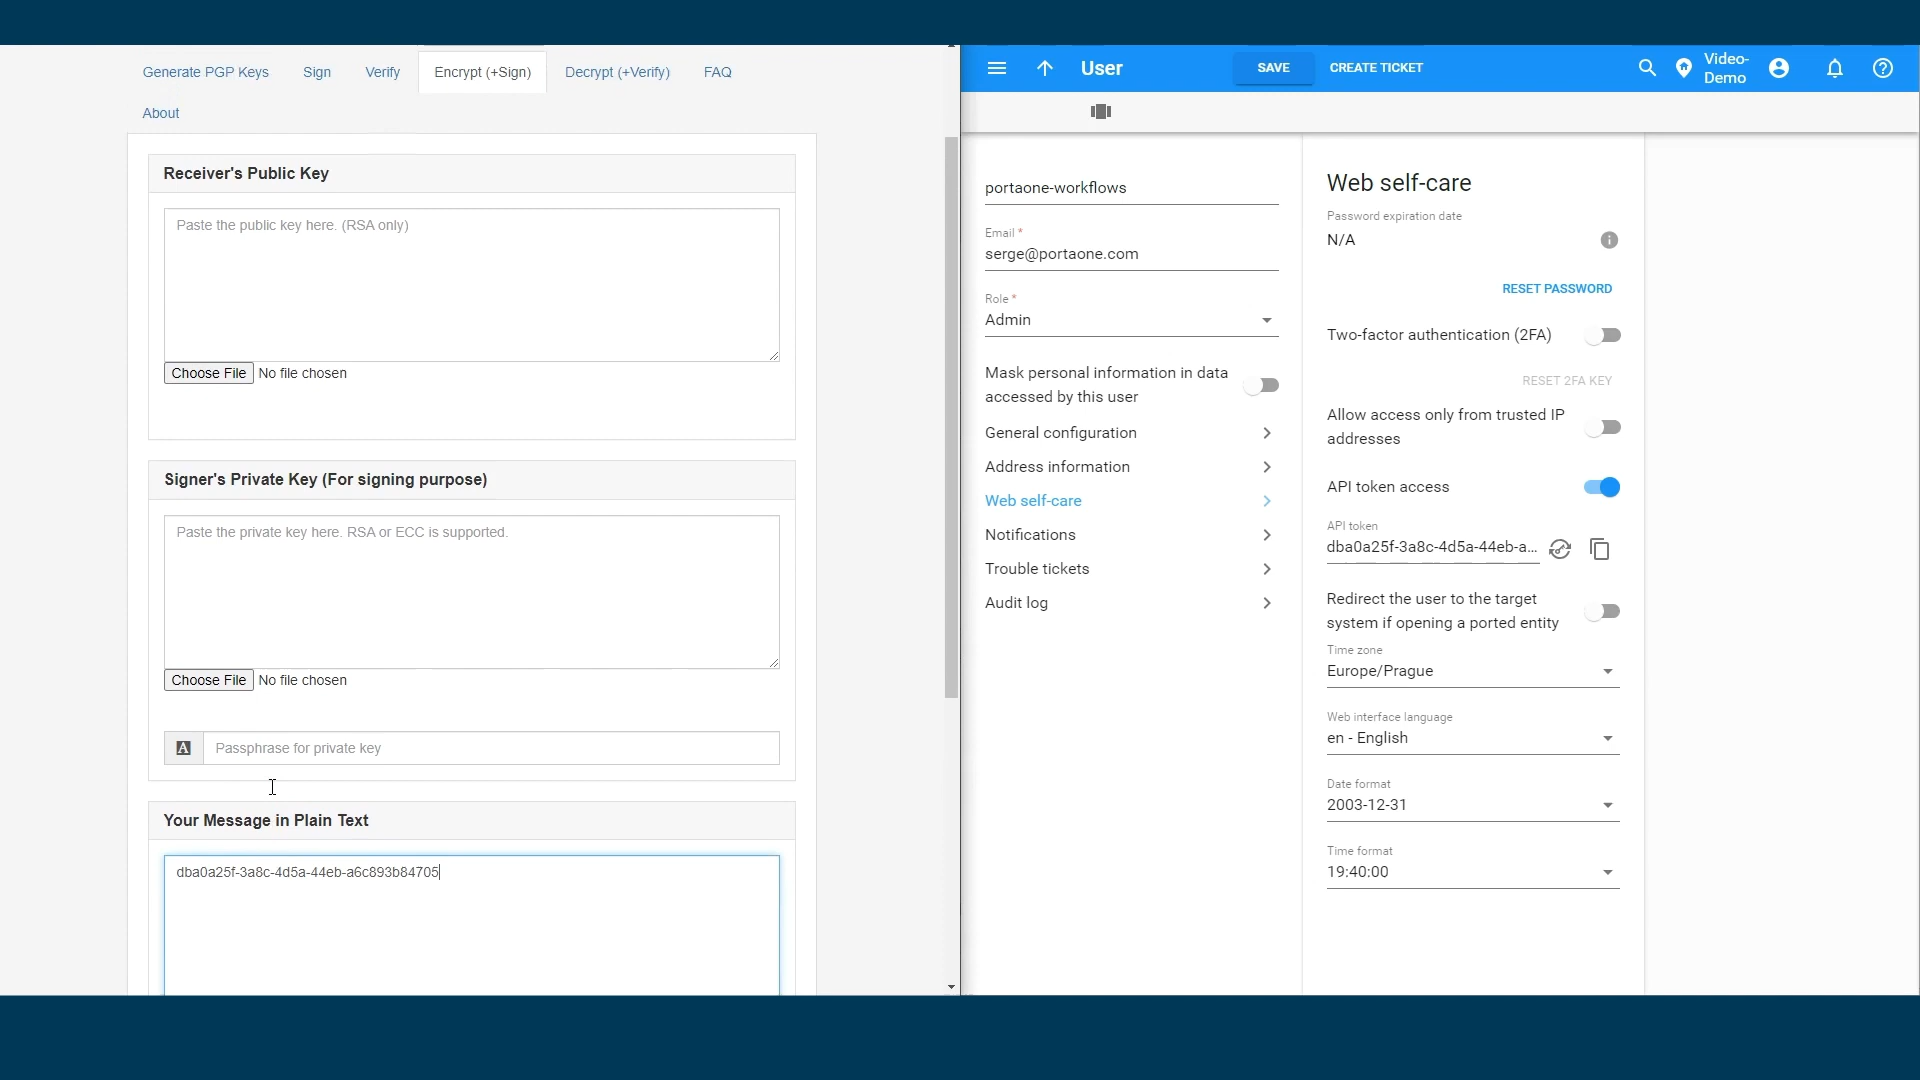 Generate PGP Keys
Sign
Verify
Encrypt (+Sign)
Decrypt (+Verify)
FAQ
About
Receiver's Public Key
Paste the public key here. (RSA only)
Choose File No file chosen
Signer's Private Key (For signing purpose)
Paste the private key here. RSA or ECC is supported.
Choose File No file chosen
A Passphrase for private key
Your Message in Plain Text
dba0a25f-3a8c-4d5a-44eb-a6c893b84705
User
SAVE
CREATE TICKET
Video-
Demo
portaone-workflows
Email *
serge@portaone.com
Role *
Admin
Mask personal information in data
accessed by this user
General configuration
Address information
Web self-care
Notifications
Trouble tickets
Audit log
Web self-care
Password expiration date
N/A
RESET PASSWORD
Two-factor authentication (2FA)
RESET 2FA KEY
Allow access only from trusted IP
addresses
API token access
API token
dba0a25f-3a8c-4d5a-44eb-a...
Redirect the user to the target
system if opening a ported entity
Time zone
Europe/Prague
Web interface language
en - English
Date format
2003-12-31
Time format
19:40:00